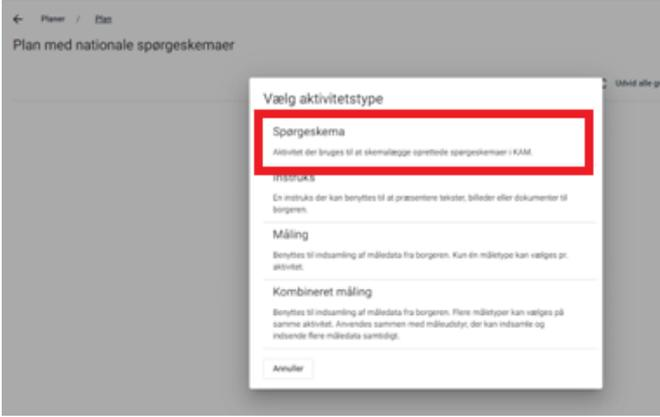 ← Planer / Plan
Plan med nationale spørgeskemaer
Udvid alle
Vælg aktivitetstype
Spørgeskema
Aktivitet der bruges til at skemalægge oprettede spørgeskemaer i KAM.
Instruks
En instruks der kan benyttes til at præsentere tekster, billeder eller dokumenter til
borgeren.
Måling
Benyttes til indsamling af måledata fra borgeren. Kun én måletype kan vælges pr.
aktivitet.
Kombineret måling
Benyttes til indsamling af måledata fra borgeren. Flere måletyper kan vælges på
samme aktivitet. Anvendes sammen med måleudstyr, der kan indsamle og
indsende flere måledata samtidigt.
Annuller